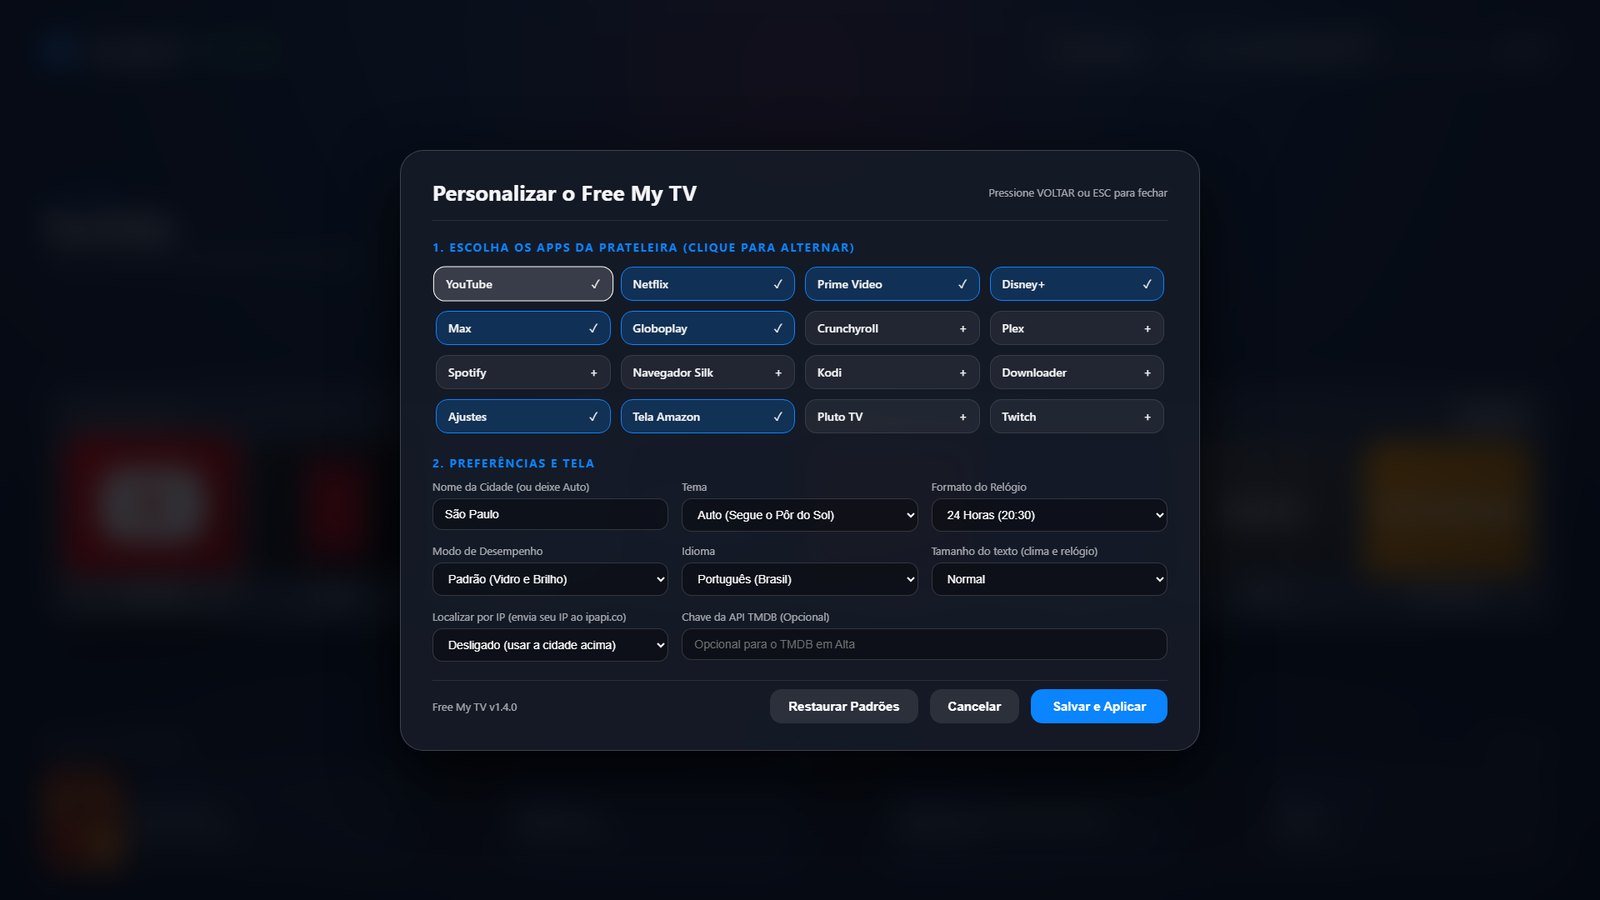 Personalizar o Free My TV
Pressione VOLTAR ou ESC para fechar
1. ESCOLHA OS APPS DA PRATELEIRA (CLIQUE PARA ALTERNAR)
YouTube ✓ Netflix ✓ Prime Video ✓ Disney+ ✓
Max ✓ Globoplay ✓ Crunchyroll + Plex +
Spotify + Navegador Silk + Kodi + Downloader +
Ajustes ✓ Tela Amazon ✓ Pluto TV + Twitch +
2. PREFERÊNCIAS E TELA
Nome da Cidade (ou deixe Auto) Tema Formato do Relógio
São Paulo Auto (Segue o Pôr do Sol) 24 Horas (20:30)
Modo de Desempenho Idioma Tamanho do texto (clima e relógio)
Padrão (Vidro e Brilho) Português (Brasil) Normal
Localizar por IP (envia seu IP ao ipapi.co) Chave da API TMDB (Opcional)
Desligado (usar a cidade acima) Opcional para o TMDB em Alta
Free My TV v1.4.0 Restaurar Padrões Cancelar Salvar e Aplicar